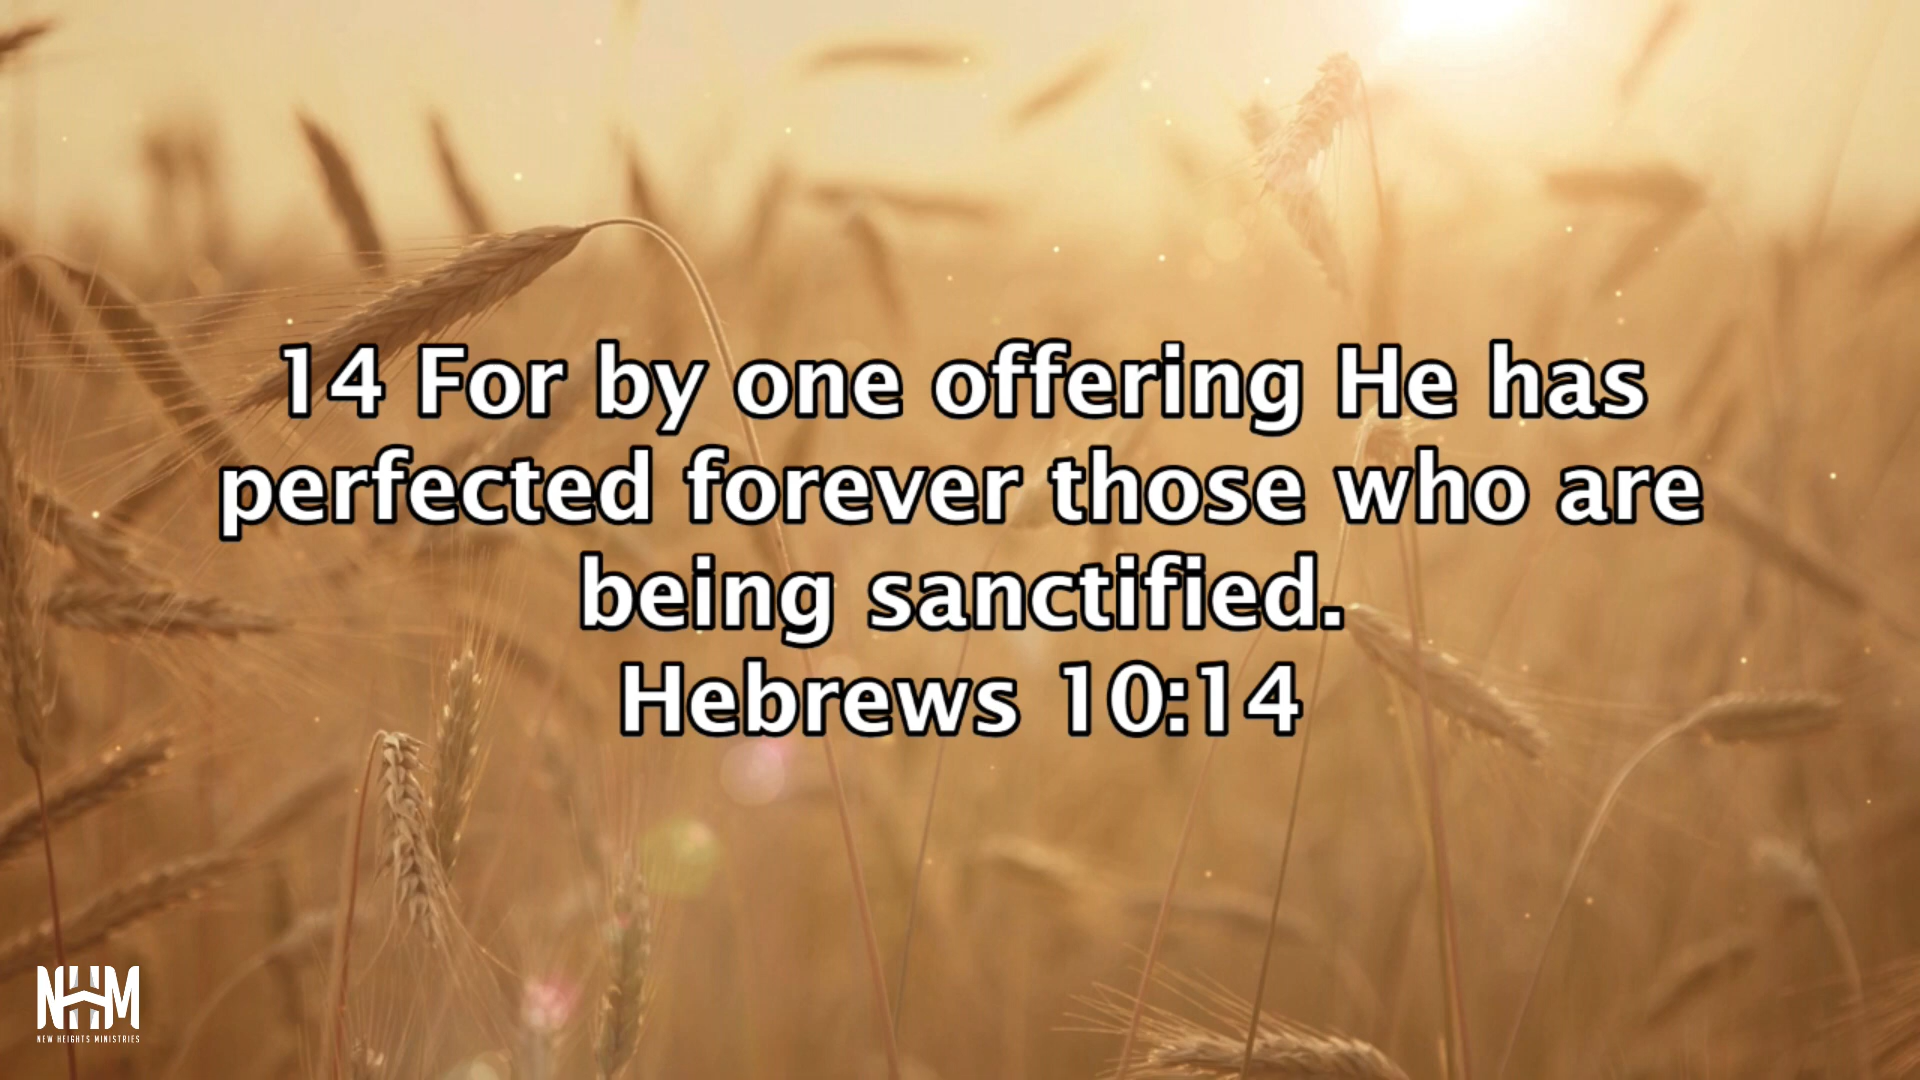 14 For by one offering He has
perfected forever those who are
being sanctified.
Hebrews 10:14
NHM
NEW HEIGHTS MINISTRIES